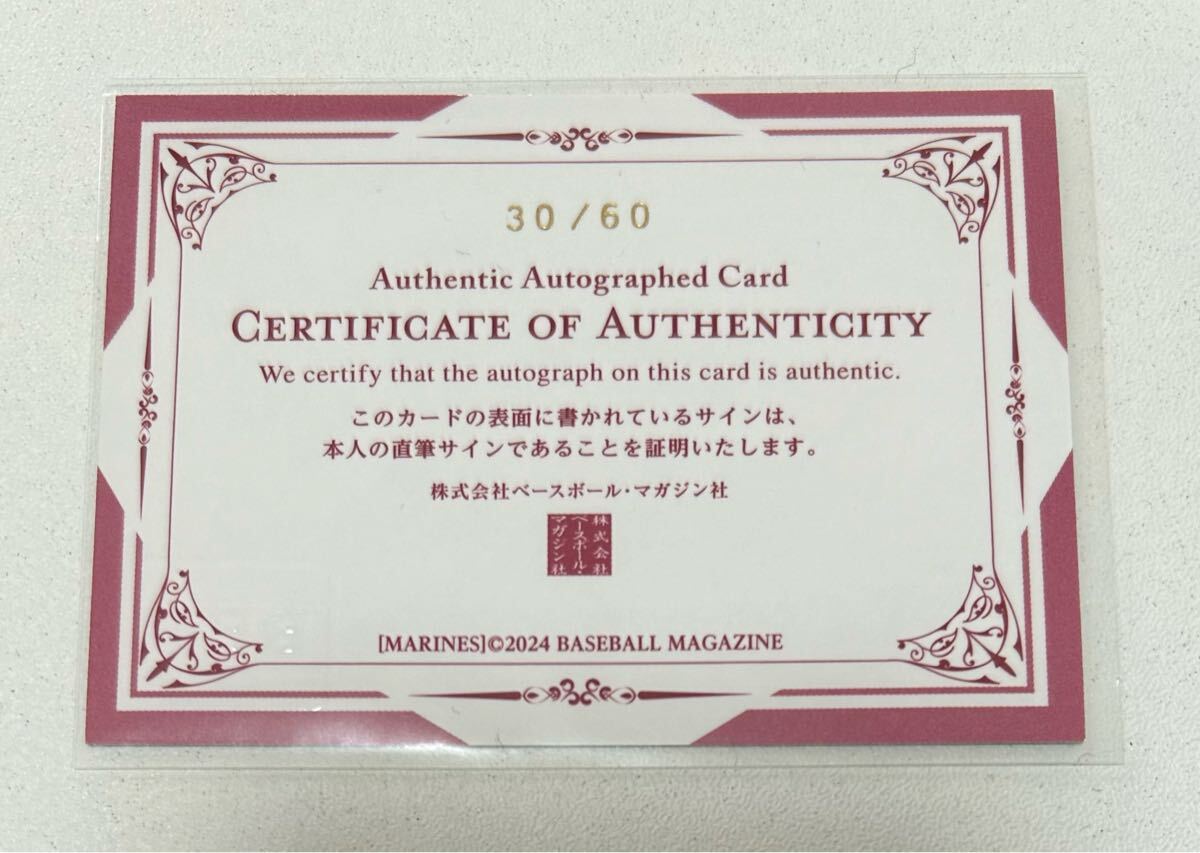 30/60
Authentic Autographed Card
CERTIFICATE OF AUTHENTICITY
We certify that the autograph on this card is authentic.
このカードの表面に書かれているサインは、
本人の直筆サインであることを証明いたします。
株式会社ベースボール・マガジン社
株式会社
ベースボール・
マガジン社
[MARINES]©2024 BASEBALL MAGAZINE